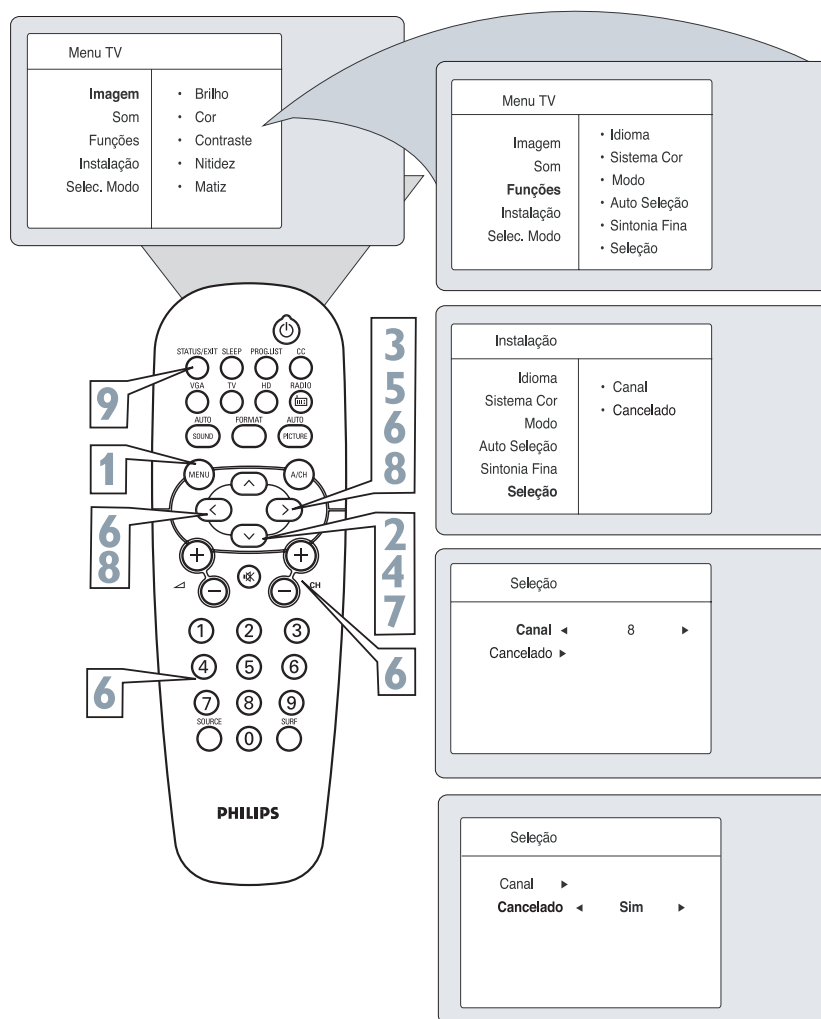 Menu TV
Imagem
Som
Funções
Instalação
Selec. Modo
• Brilho
• Cor
• Contraste
• Nitidez
• Matiz
Menu TV
Imagem
Som
Funções
Instalação
Selec. Modo
• Idioma
• Sistema Cor
• Modo
• Auto Seleção
• Sintonia Fina
• Seleção
Instalação
Idioma
Sistema Cor
Modo
Auto Seleção
Sintonia Fina
Seleção
• Canal
• Cancelado
Seleção
Canal ◂ 8 ▸
Cancelado ▸
Seleção
Canal ▸
Cancelado ◂ Sim ▸
STATUS/EXIT SLEEP PROG.LIST CC
VGA TV HD RADIO
AUTO FORMAT AUTO
SOUND PICTURE
MENU A/CH
+ +
− − CH
1 2 3
4 5 6
7 8 9
SOURCE 0 SURF
PHILIPS
9
1
6
8
6
3
5
6
8
2
4
7
6